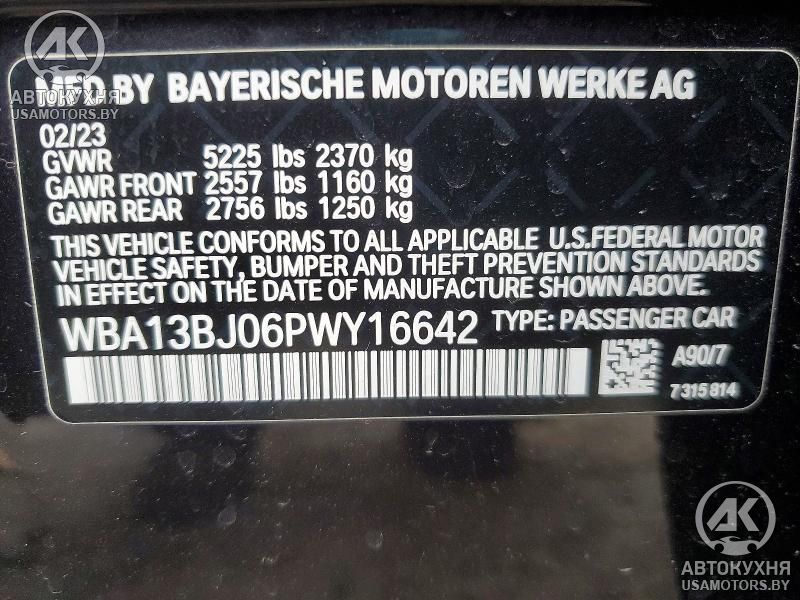 AK
АВТОКУХНЯ
USAMOTORS.BY
MFD BY BAYERISCHE MOTOREN WERKE AG
02/23
GVWR 5225 lbs 2370 kg
GAWR FRONT 2557 lbs 1160 kg
GAWR REAR 2756 lbs 1250 kg
THIS VEHICLE CONFORMS TO ALL APPLICABLE U.S.FEDERAL MOTOR
VEHICLE SAFETY, BUMPER AND THEFT PREVENTION STANDARDS
IN EFFECT ON THE DATE OF MANUFACTURE SHOWN ABOVE.
WBA13BJ06PWY16642 TYPE: PASSENGER CAR
A90/7
7315814
AK
АВТОКУХНЯ
USAMOTORS.BY